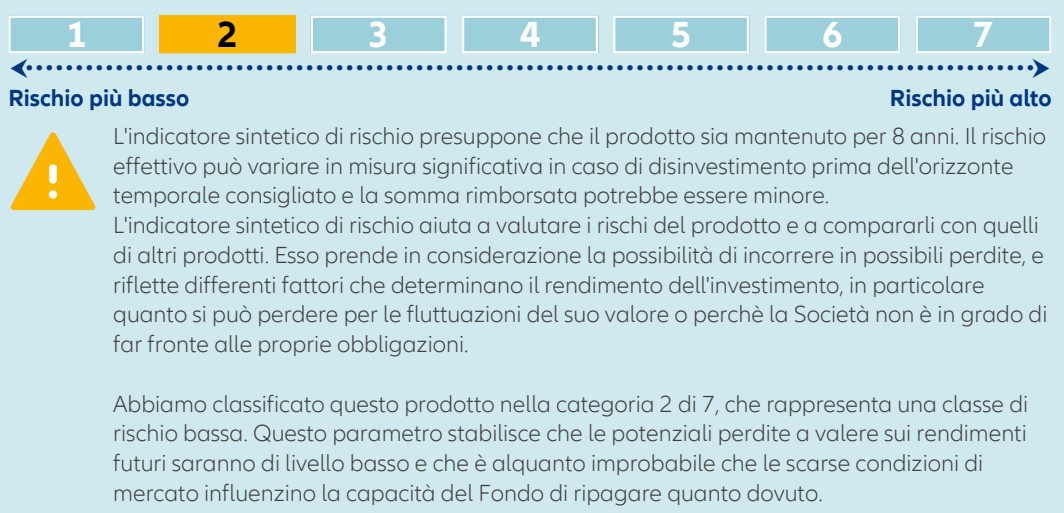 1 2 3 4 5 6 7
Rischio più basso Rischio più alto
L'indicatore sintetico di rischio presuppone che il prodotto sia mantenuto per 8 anni. Il rischio
effettivo può variare in misura significativa in caso di disinvestimento prima dell'orizzonte
temporale consigliato e la somma rimborsata potrebbe essere minore.
L'indicatore sintetico di rischio aiuta a valutare i rischi del prodotto e a compararli con quelli
di altri prodotti. Esso prende in considerazione la possibilità di incorrere in possibili perdite, e
riflette differenti fattori che determinano il rendimento dell'investimento, in particolare
quanto si può perdere per le fluttuazioni del suo valore o perchè la Società non è in grado di
far fronte alle proprie obbligazioni.
Abbiamo classificato questo prodotto nella categoria 2 di 7, che rappresenta una classe di
rischio bassa. Questo parametro stabilisce che le potenziali perdite a valere sui rendimenti
futuri saranno di livello basso e che è alquanto improbabile che le scarse condizioni di
mercato influenzino la capacità del Fondo di ripagare quanto dovuto.